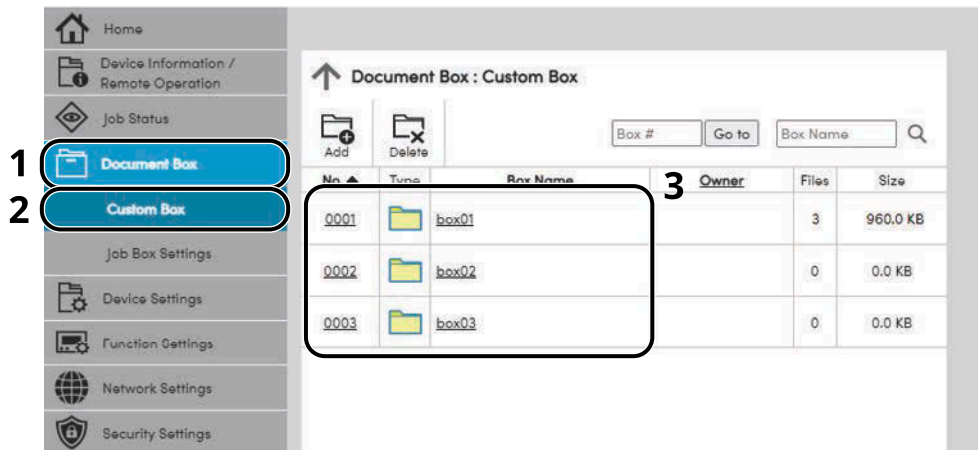 Home
Device Information /
Remote Operation
Job Status
1
Document Box
2
Custom Box
Job Box Settings
Device Settings
Function Settings
Network Settings
Security Settings
Document Box : Custom Box
Add
Delete
Box #
Go to
Box Name
No. Type Box Name 3 Owner Files Size
0001 box01 3 960.0 KB
0002 box02 0 0.0 KB
0003 box03 0 0.0 KB